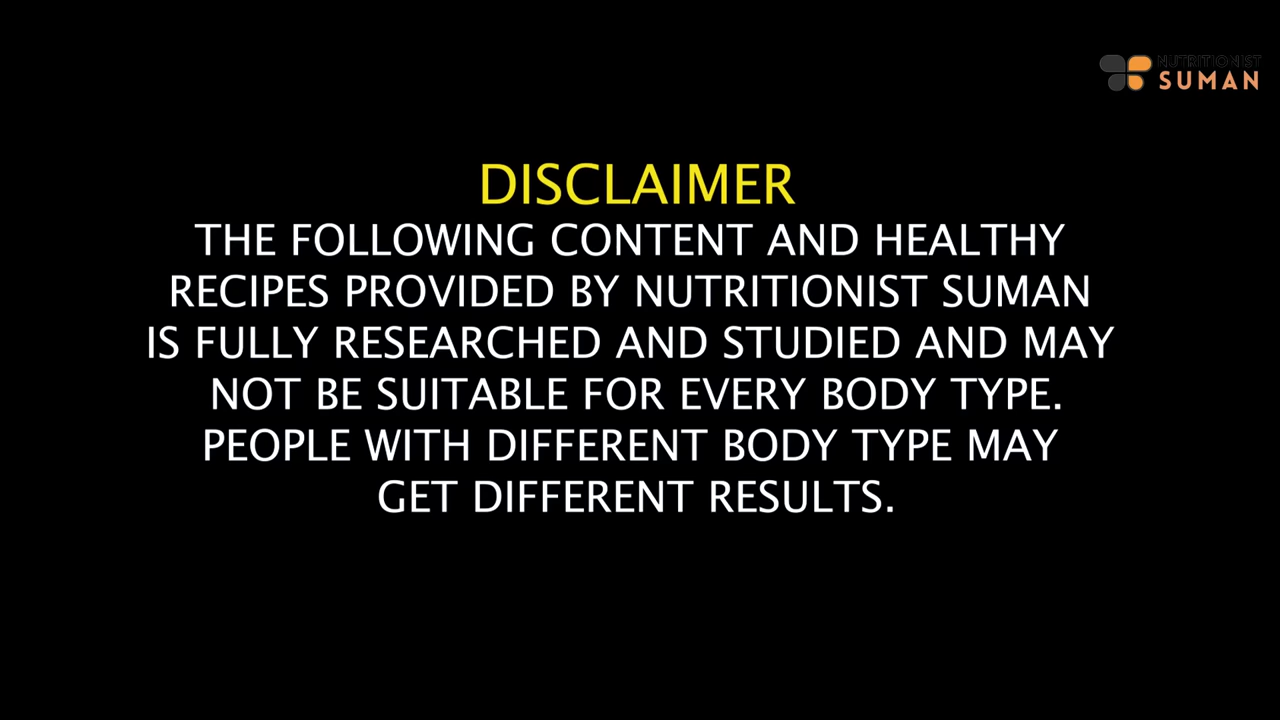 NUTRITIONIST
SUMAN
DISCLAIMER
THE FOLLOWING CONTENT AND HEALTHY
RECIPES PROVIDED BY NUTRITIONIST SUMAN
IS FULLY RESEARCHED AND STUDIED AND MAY
NOT BE SUITABLE FOR EVERY BODY TYPE.
PEOPLE WITH DIFFERENT BODY TYPE MAY
GET DIFFERENT RESULTS.